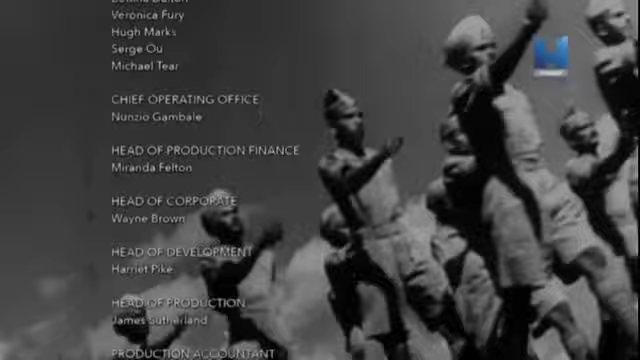 Veronica Fury
Hugh Marks
Serge Ou
Michael Tear
CHIEF OPERATING OFFICE
Nunzio Gambale
HEAD OF PRODUCTION FINANCE
Miranda Felton
HEAD OF CORPORATE
Wayne Brown
HEAD OF DEVELOPMENT
Harriet Pike
HEAD OF PRODUCTION
James Sutherland
PRODUCTION ACCOUNTANT
H